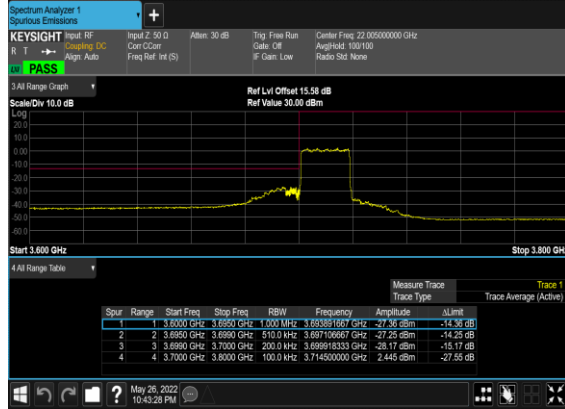 Spectrum Analyzer 1
Spurious Emissions
KEYSIGHT Input: RF Input Z: 50 Ω Atten: 30 dB Trig: Free Run Center Freq: 22.005000000 GHz
R T Coupling: DC Corr CCorr Gate: Off Avg|Hold: 100/100
Align: Auto Freq Ref: Int (S) IF Gain: Low Radio Std: None
PASS
3 All Range Graph Ref Lvl Offset 15.58 dB
Scale/Div 10.0 dB Ref Value 30.00 dBm
Log
20.0
10.0
0.00
-10.0
-20.0
-30.0
-40.0
-50.0
-60.0
Start 3.600 GHz Stop 3.800 GHz
4 All Range Table
Measure Trace Trace 1
Trace Type Trace Average (Active)
Spur Range Start Freq Stop Freq RBW Frequency Amplitude ΔLimit
1 1 3.6000 GHz 3.6950 GHz 1.000 MHz 3.693891667 GHz -27.36 dBm -14.36 dB
2 2 3.6950 GHz 3.6990 GHz 510.0 kHz 3.697106667 GHz -27.25 dBm -14.25 dB
3 3 3.6990 GHz 3.7000 GHz 200.0 kHz 3.699918333 GHz -28.17 dBm -15.17 dB
4 4 3.7000 GHz 3.8000 GHz 100.0 kHz 3.714500000 GHz 2.445 dBm -27.55 dB
? May 26, 2022
10:43:28 PM